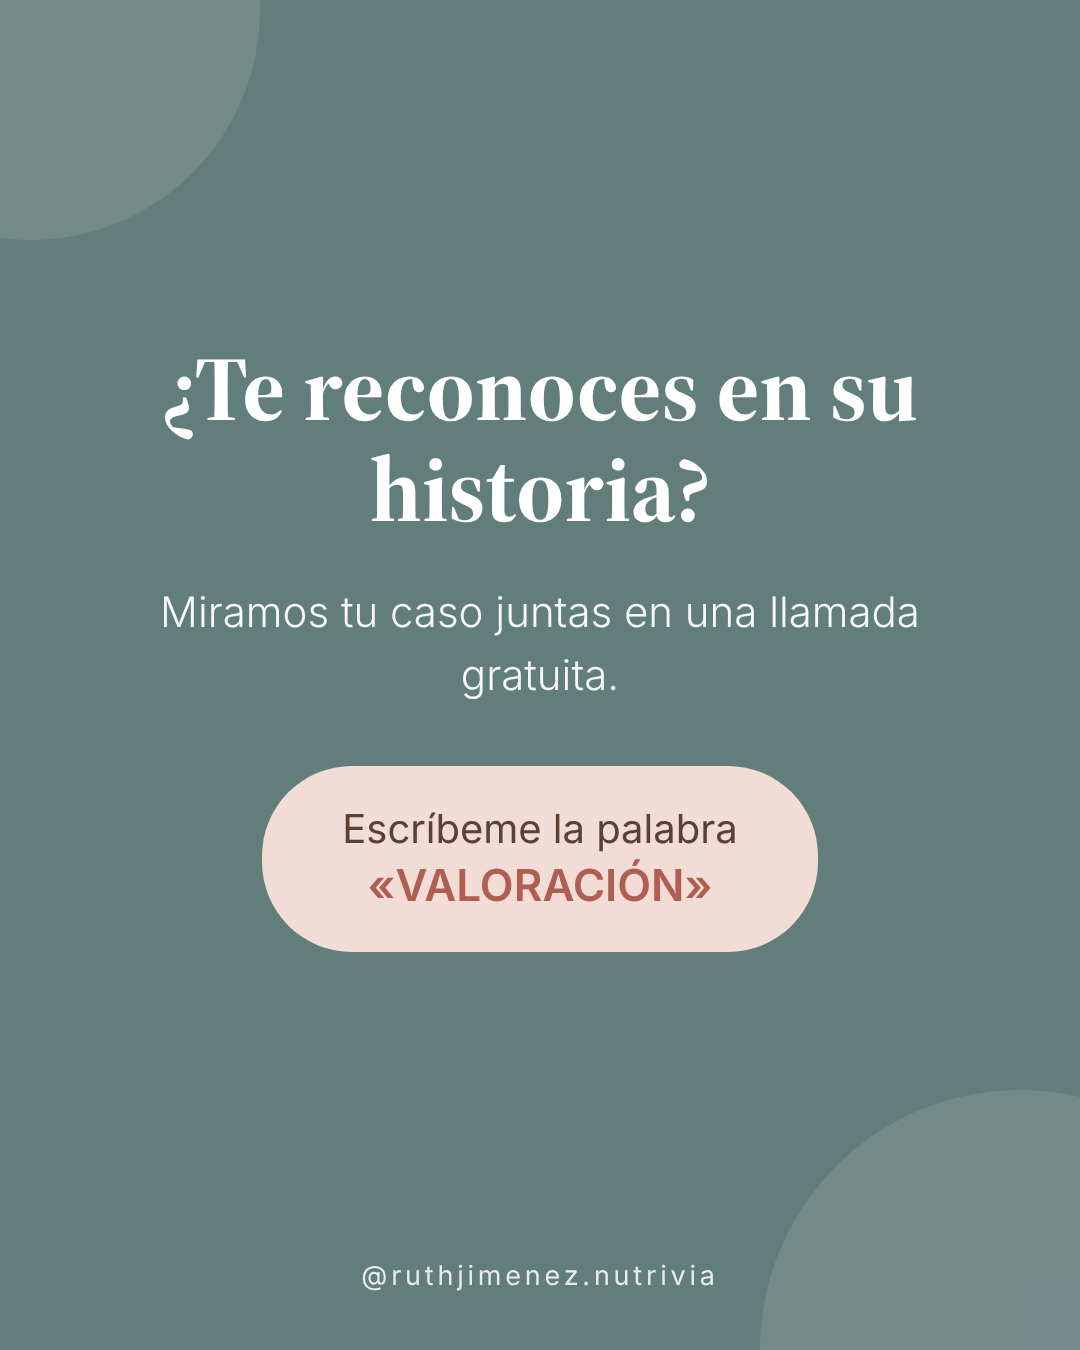 ¿Te reconoces en su
historia?
Miramos tu caso juntas en una llamada
gratuita.
Escríbeme la palabra
«VALORACIÓN»
@ruthjimenez.nutrivia